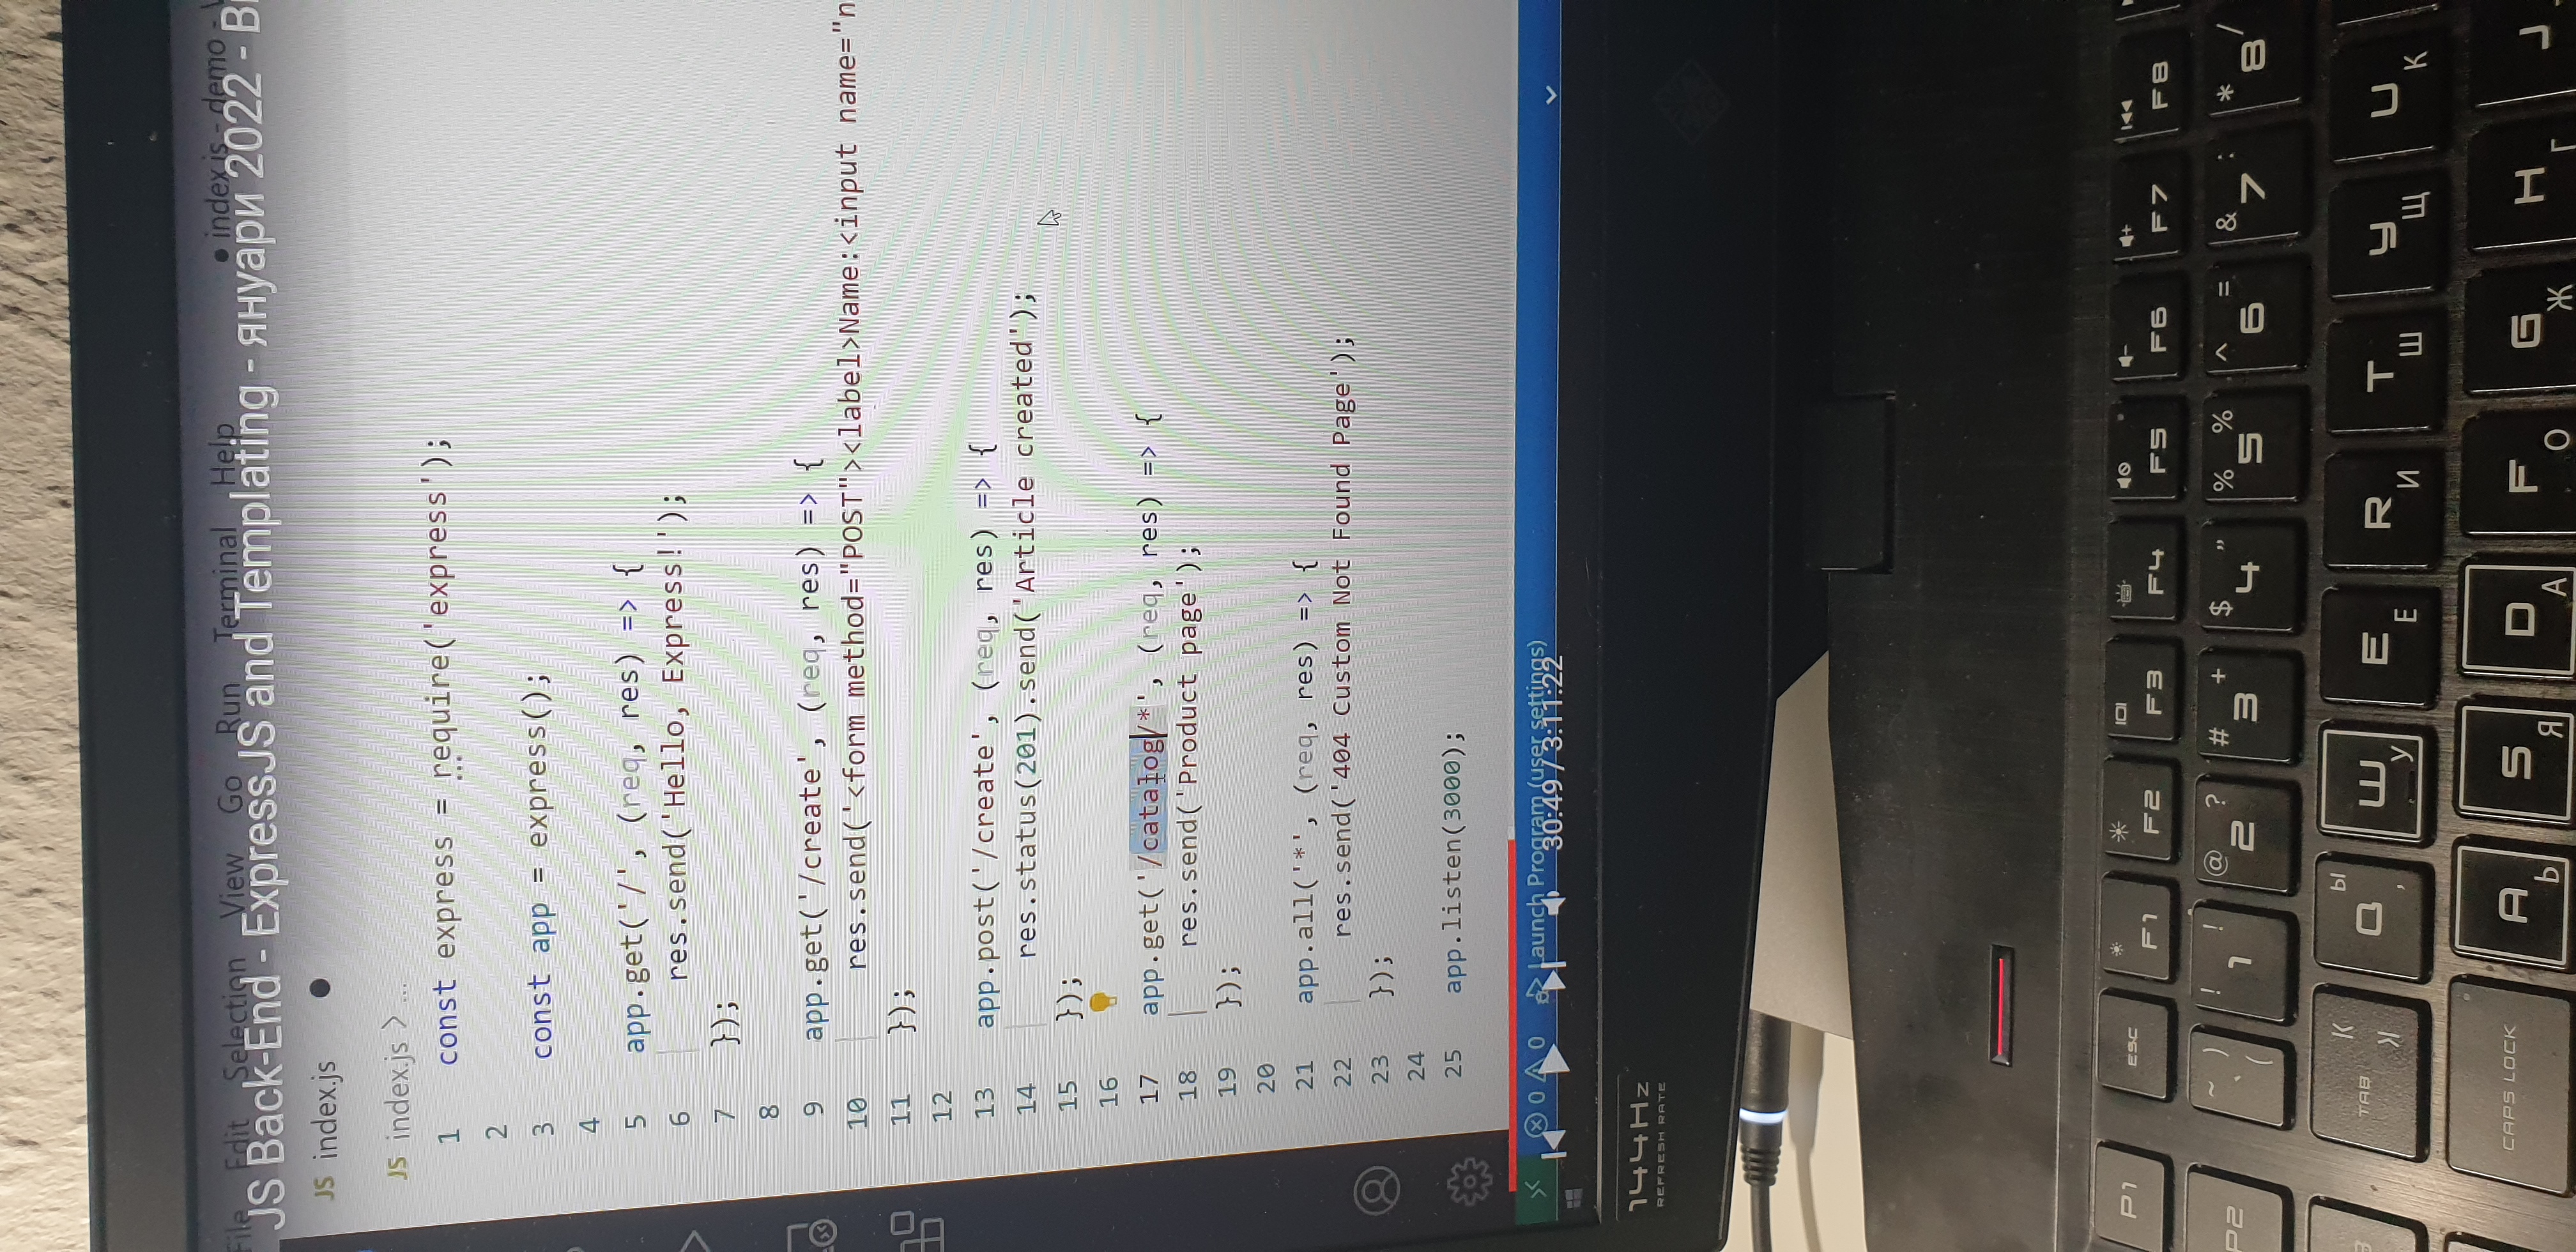 File Edit Selection View Go Run Terminal Help ● index.js - demo -
JS Back-End - ExpressJS and Templating - януари 2022 -
JS index.js ●
JS index.js > ...
1 const express = require('express');
2
3 const app = express();
4
5 app.get('/', (req, res) => {
6 res.send('Hello, Express!');
7 });
8
9 app.get('/create', (req, res) => {
10 res.send('<form method="POST"><label>Name:<input name="n
11 });
12
13 app.post('/create', (req, res) => {
14 res.status(201).send('Article created');
15 });
16
17 app.get('/catalog/*', (req, res) => {
18 res.send('Product page');
19 });
20
21 app.all('*', (req, res) => {
22 res.send('404 Custom Not Found Page');
23 });
24
25 app.listen(3000);
0 0 Launch Program (user settings)
30:49 / 3:11:22
144Hz
REFRESH RATE
P1 ESC F1 F2 F3 F4 F5 F6 F7 F8
P2 ~ ) ` ( ! ! 1 @ ? 2 # + 3 $ " 4 % % 5 ^ = 6 & : 7 * / 8
TAB Q Ы , Ш У E Е R И T Ш У Щ U К
CAPS LOCK A Ь S Я D А F О G Ж H Г J